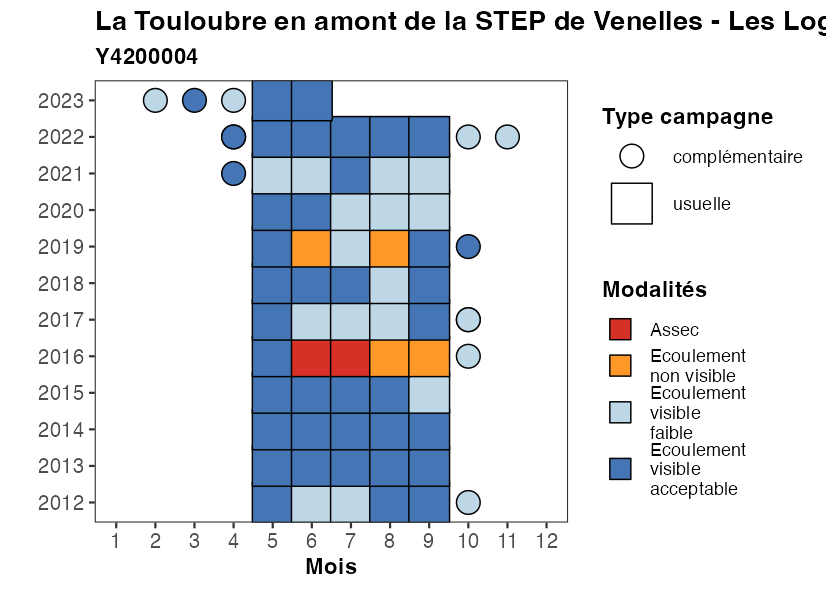 La Touloubre en amont de la STEP de Venelles - Les Log
Y4200004
2023
2022
2021
2020
2019
2018
2017
2016
2015
2014
2013
2012
1 2 3 4 5 6 7 8 9 10 11 12
Mois
Type campagne
complémentaire
usuelle
Modalités
Assec
Ecoulement
non visible
Ecoulement
visible
faible
Ecoulement
visible
acceptable